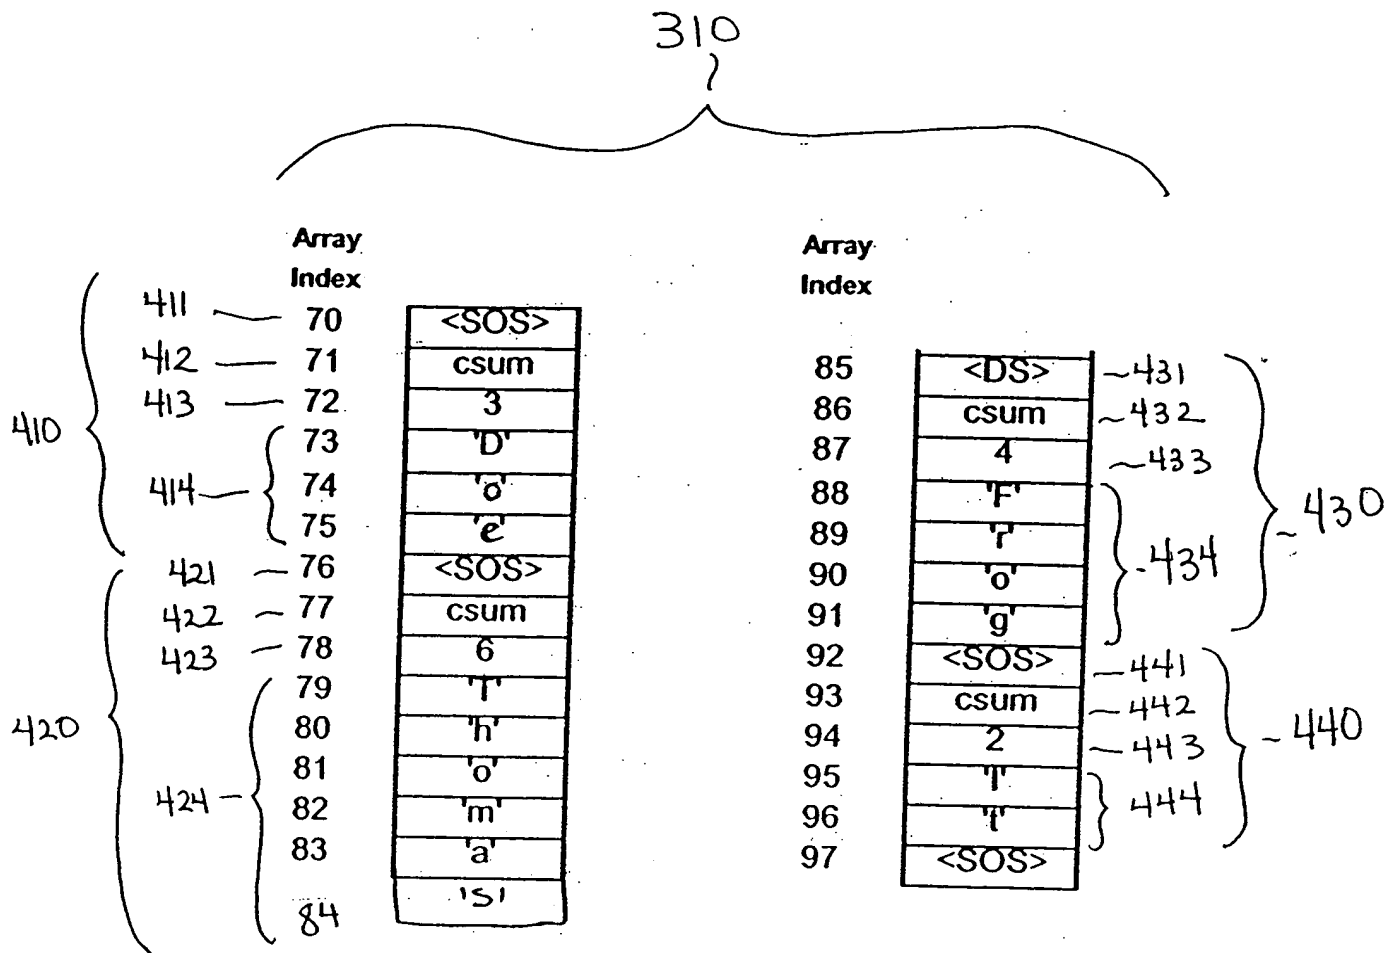 310
Array
Index
411 70 <SOS>
412 71 csum
413 72 3
410
73 'D'
414 74 'o'
75 'e'
421 76 <SOS>
422 77 csum
423 78 6
420
79 'T'
80 'h'
81 'o'
424
82 'm'
83 'a'
84 's'
Array
Index
85 <DS> 431
86 csum 432
87 4 433
88 'F'
430
89 'r'
434
90 'o'
91 'g'
92 <SOS> 441
93 csum 442
440
94 2 443
95 'I'
444
96 't'
97 <SOS>